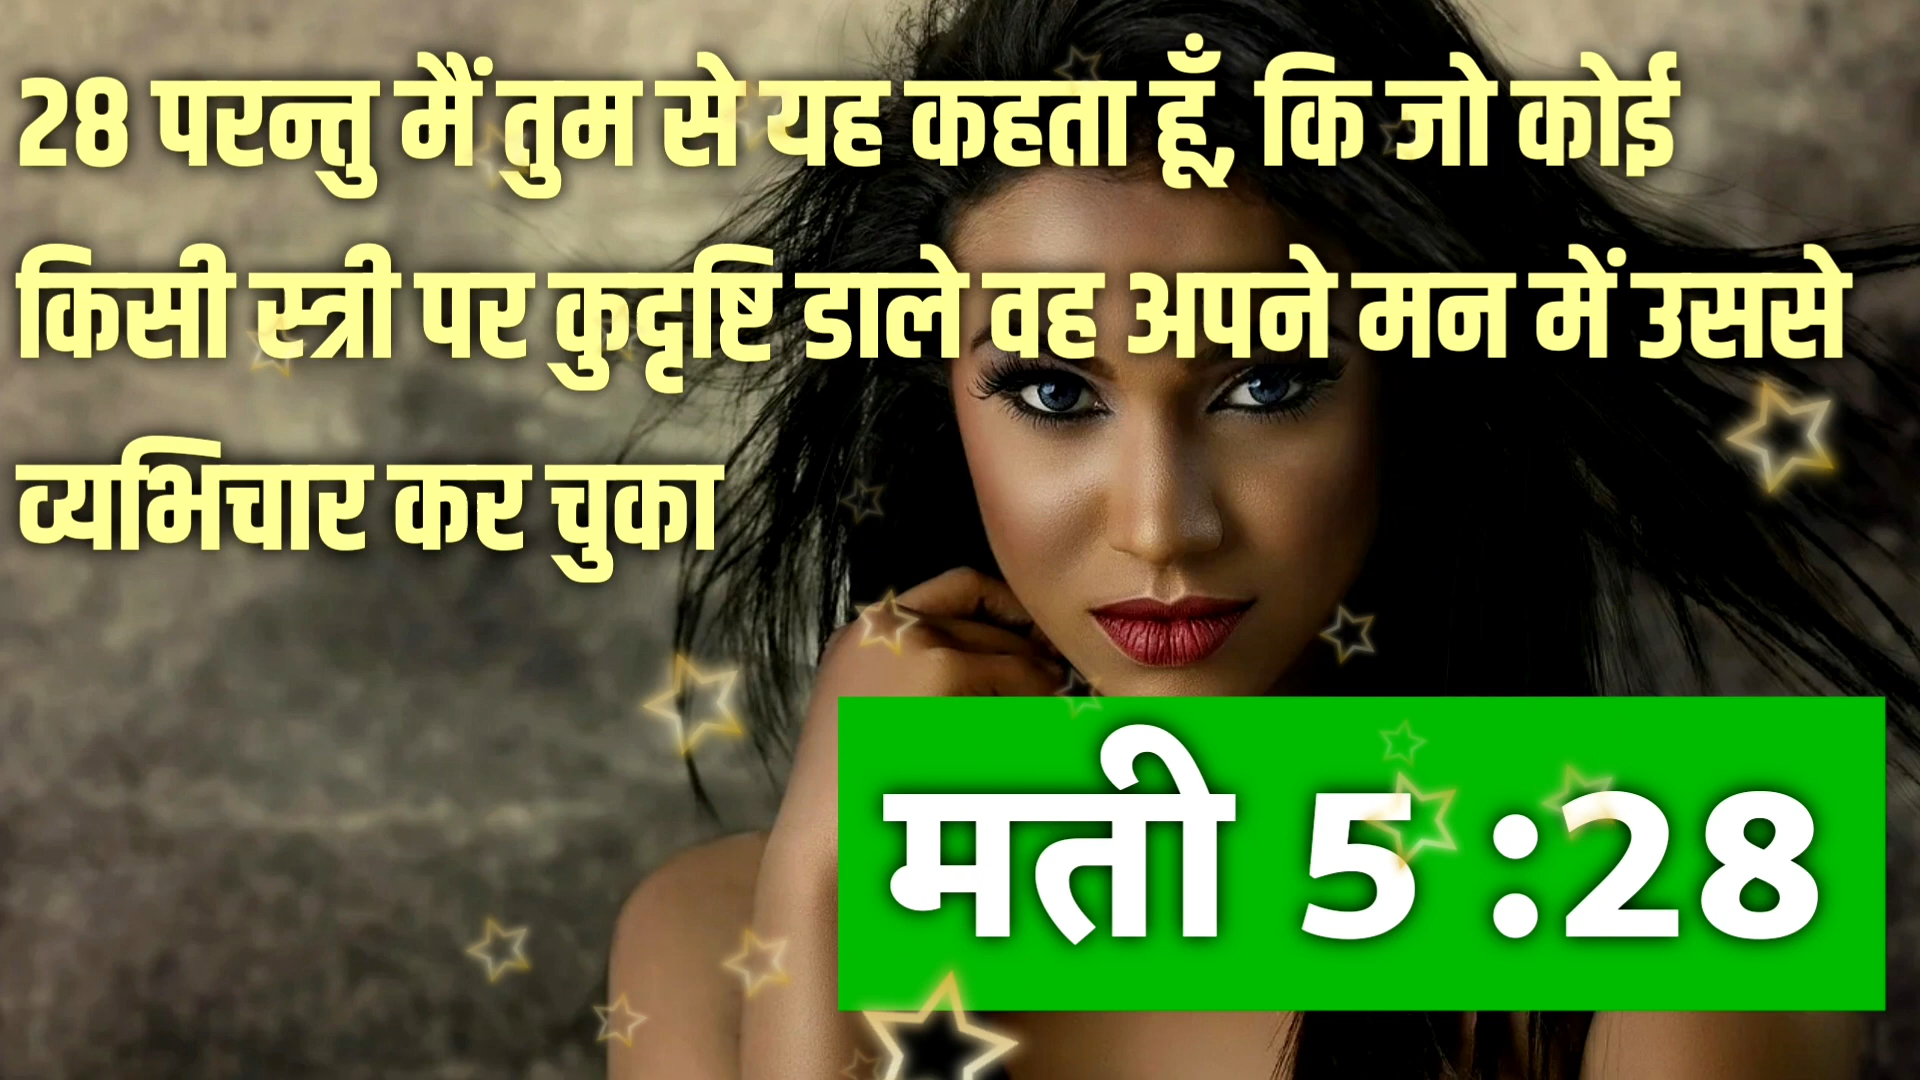 28 परन्तु मैं तुम से यह कहता हूँ, कि जो कोई
किसी स्त्री पर कुदृष्टि डाले वह अपने मन में उससे
व्यभिचार कर चुका
मती 5 :28